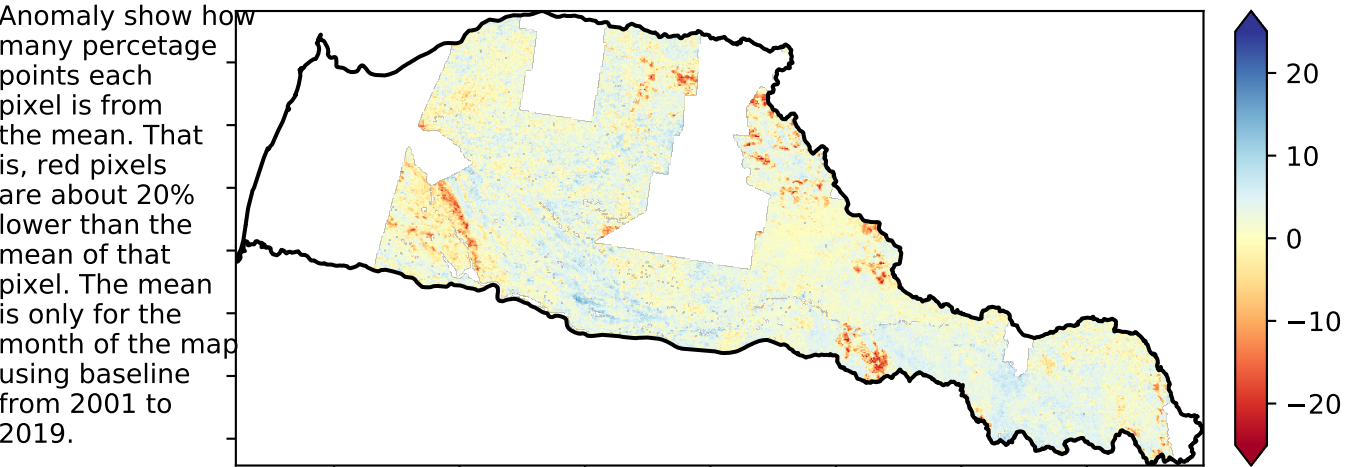 Anomaly show how
many percetage
points each
pixel is from
the mean. That
is, red pixels
are about 20%
lower than the
mean of that
pixel. The mean
is only for the
month of the map
using baseline
from 2001 to
2019.
20
10
0
−10
−20